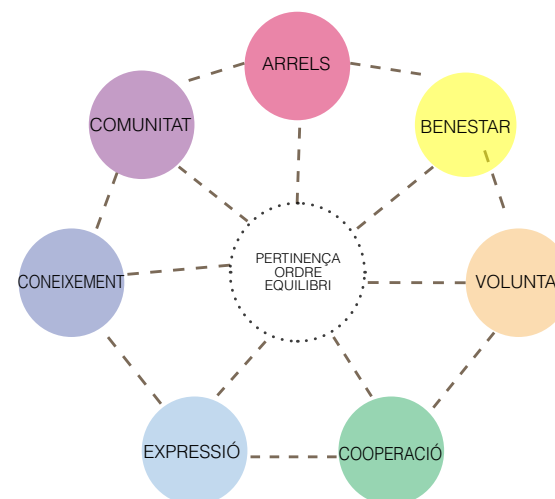 ARRELS
COMUNITAT
BENESTAR
PERTINENÇA
ORDRE
EQUILIBRI
CONEIXEMENT
VOLUNTA
EXPRESSIÓ
COOPERACIÓ